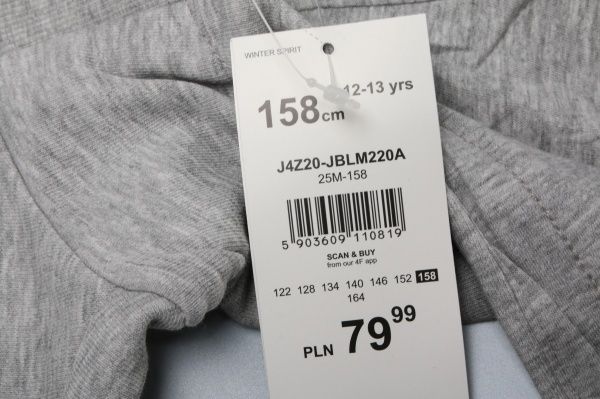 WINTER SPIRIT
158cm 12-13 yrs
J4Z20-JBLM220A
25M-158
5 903609 110819
SCAN & BUY
from our 4F app
122 128 134 140 146 152 158
164
PLN 79 99